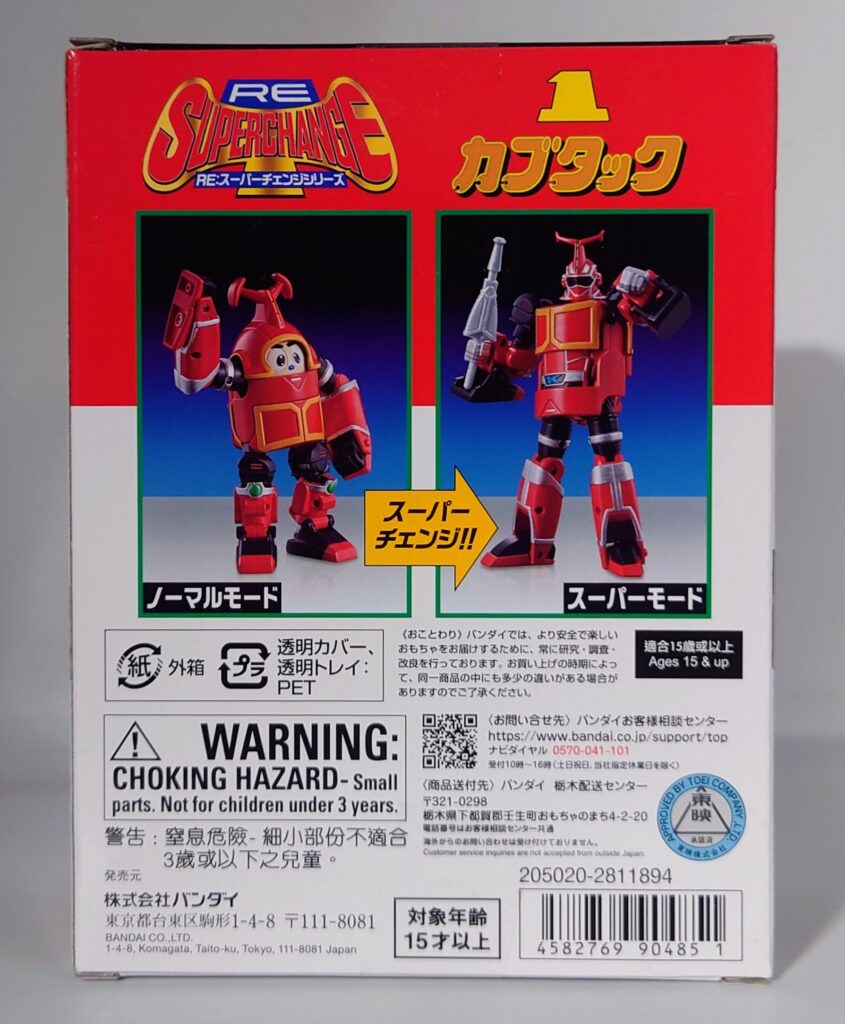 RE
SUPERCHANGE
RE:スーパーチェンジシリーズ
1
カブタック
スーパー
チェンジ!!
ノーマルモード
スーパーモード
紙 外箱
プラ
透明カバー、
透明トレイ:
PET
〈おことわり〉バンダイでは、より安全で楽しい
おもちゃをお届けするために、常に研究・調査・
改良を行っております。お買い上げの時期によっ
て、同一商品の中にも多少の違いがある場合が
ありますのでご了承ください。
適合15歲或以上
Ages 15 & up
WARNING:
CHOKING HAZARD- Small
parts. Not for children under 3 years.
警告:窒息危險-細小部份不適合
3歲或以下之兒童。
〈お問い合せ先〉バンダイお客様相談センター
https://www.bandai.co.jp/support/top
ナビダイヤル 0570-041-101
受付10時〜16時(土日祝日、当社指定休業日を除く)
〈商品送付先〉バンダイ 栃木配送センター
〒321-0298
栃木県下都賀郡壬生町おもちゃのまち4-2-20
電話番号はお客様相談センター共通
海外からのお問い合わせは受け付けておりません。
Customer service inquiries are not accepted from outside Japan.
APPROVED BY TOEI COMPANY, LTD.
東映
承認済
東映株式会社
発売元
株式会社バンダイ
東京都台東区駒形1-4-8 〒111-8081
BANDAI CO.,LTD.
1-4-8, Komagata, Taito-ku, Tokyo, 111-8081 Japan
対象年齢
15才以上
205020-2811894
4582769 904851